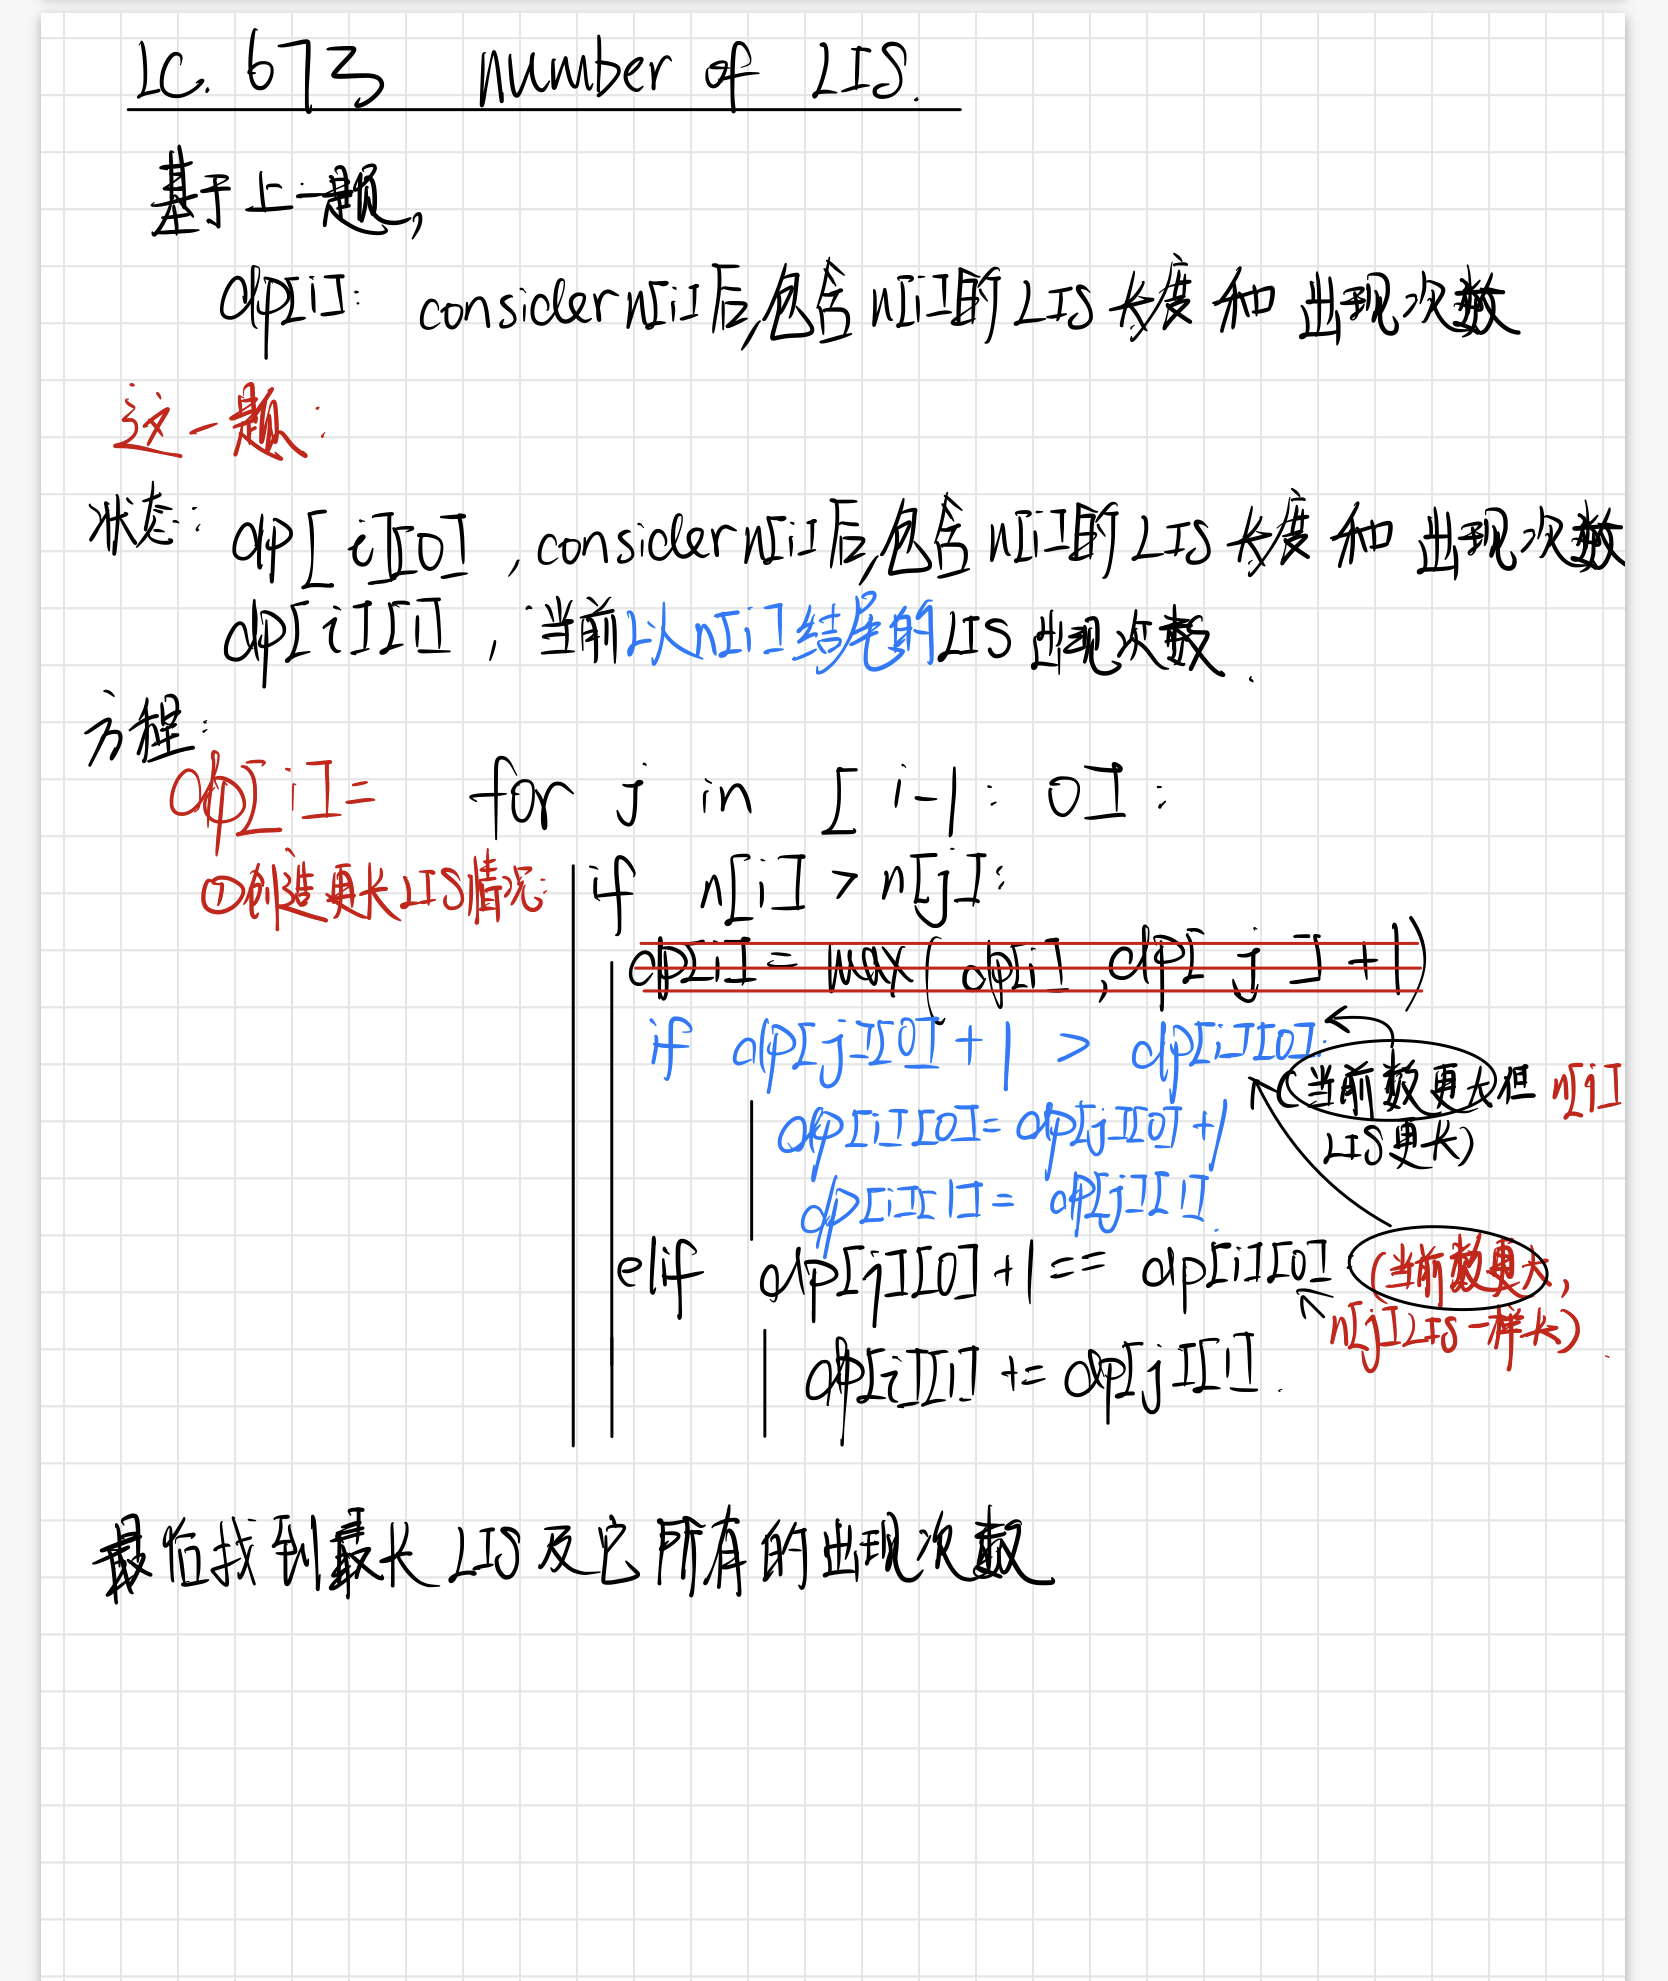 LC. 673 number of LIS.
基于上一题,
dp[i]: consider n[i]后,包含n[i]的LIS长度和出现次数
这一题:
状态: dp[i][0] ,consider n[i]后,包含n[i]的LIS长度和出现次数
dp[i][1] ,当前以n[i]结尾的LIS出现次数.
方程:
dp[i]= for j in [i-1: 0]:
①创造更长LIS情况: if n[i] > n[j]:
dp[i] = max(dp[i],dp[j]+1)
if dp[j][0]+1 > dp[i][0]:
(当前数更大但 n[j]
dp[i][0]= dp[j][0]+1
LIS更长)
dp[i][1]= dp[j][1].
elif dp[j][0]+1== dp[i][0] (当前数更大,
n[j]LIS一样长).
dp[i][1] += dp[j][1].
最后找到最长LIS及它所有的出现次数